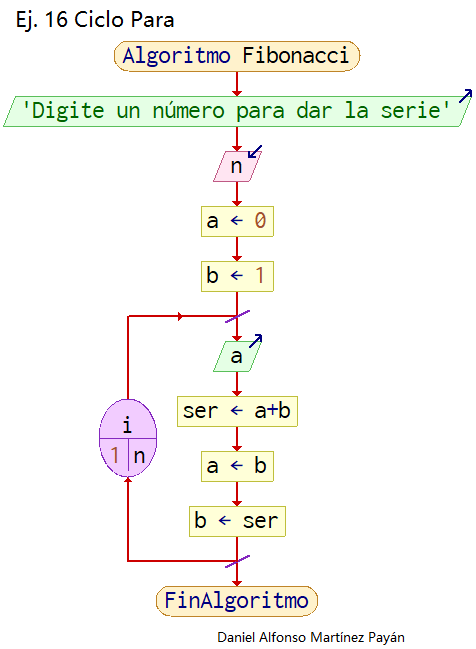 Ej. 16 Ciclo Para
Algoritmo Fibonacci
'Digite un número para dar la serie'
n
a ← 0
b ← 1
a
ser ← a+b
i
1 n
a ← b
b ← ser
FinAlgoritmo
Daniel Alfonso Martínez Payán